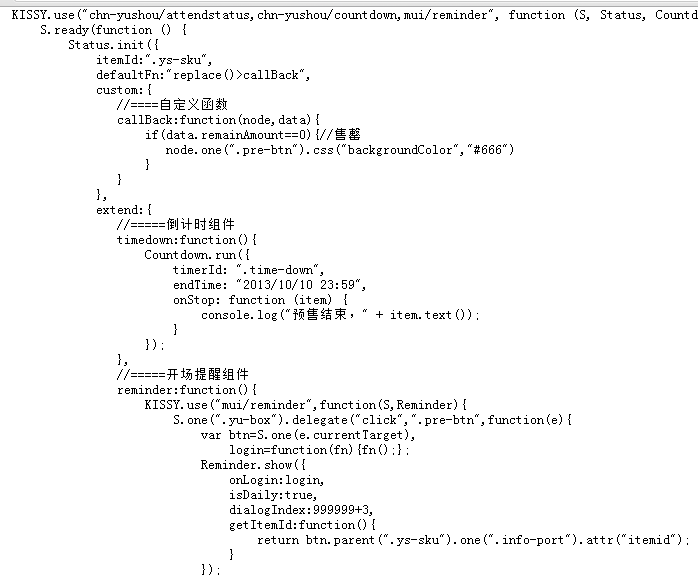 KISSY.use("chn-yushou/attendstatus,chn-yushou/countdown,mui/reminder", function (S, Status, Countd
S.ready(function () {
Status.init({
itemId:".ys-sku",
defaultFn:"replace()>callBack",
custom:{
//====自定义函数
callBack:function(node,data){
if(data.remainAmount==0){//售罄
node.one(".pre-btn").css("backgroundColor","#666")
}
}
},
extend:{
//=====倒计时组件
timedown:function(){
Countdown.run({
timerId: ".time-down",
endTime: "2013/10/10 23:59",
onStop: function (item) {
console.log("预售结束，" + item.text());
}
});
},
//=====开场提醒组件
reminder:function(){
KISSY.use("mui/reminder",function(S,Reminder){
S.one(".yu-box").delegate("click",".pre-btn",function(e){
var btn=S.one(e.currentTarget),
login=function(fn){fn();};
Reminder.show({
onLogin:login,
isDaily:true,
dialogIndex:999999+3,
getItemId:function(){
return btn.parent(".ys-sku").one(".info-port").attr("itemid");
}
});